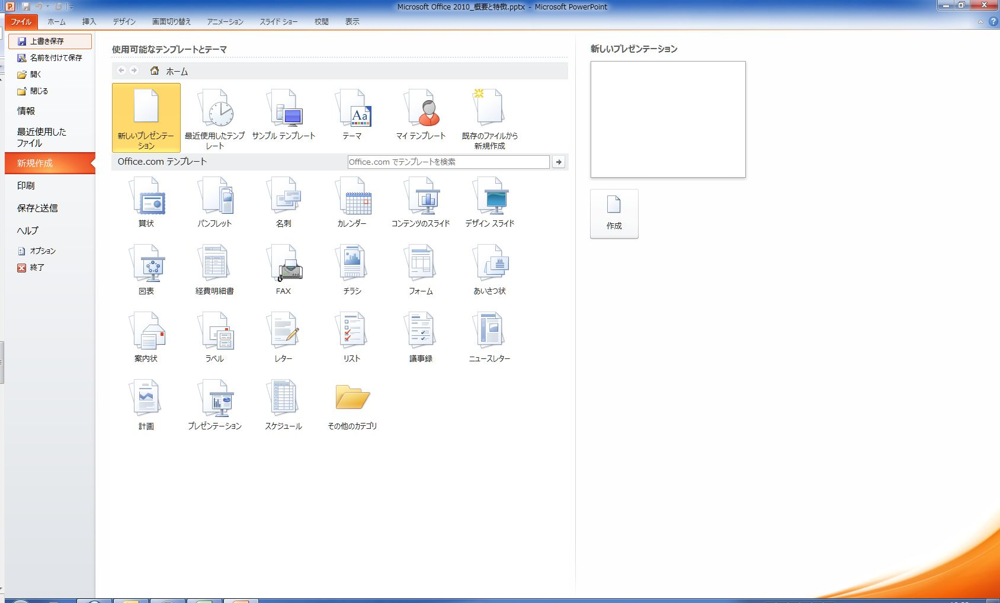 Microsoft Office 2010_概要と特徴.pptx - Microsoft PowerPoint
ファイル
ホーム
挿入
デザイン
画面切り替え
アニメーション
スライド ショー
校閲
表示
上書き保存
名前を付けて保存
開く
閉じる
情報
最近使用した
ファイル
新規作成
印刷
保存と送信
ヘルプ
オプション
終了
使用可能なテンプレートとテーマ
ホーム
新しいプレゼンテー
ション
最近使用したテンプ
レート
サンプル テンプレート
テーマ
マイ テンプレート
既存のファイルから
新規作成
Office.com テンプレート
Office.com でテンプレートを検索
賞状
パンフレット
名刺
カレンダー
コンテンツのスライド
デザイン スライド
図表
経費明細書
FAX
チラシ
フォーム
あいさつ状
案内状
ラベル
レター
リスト
議事録
ニュースレター
計画
プレゼンテーション
スケジュール
その他のカテゴリ
新しいプレゼンテーション
作成